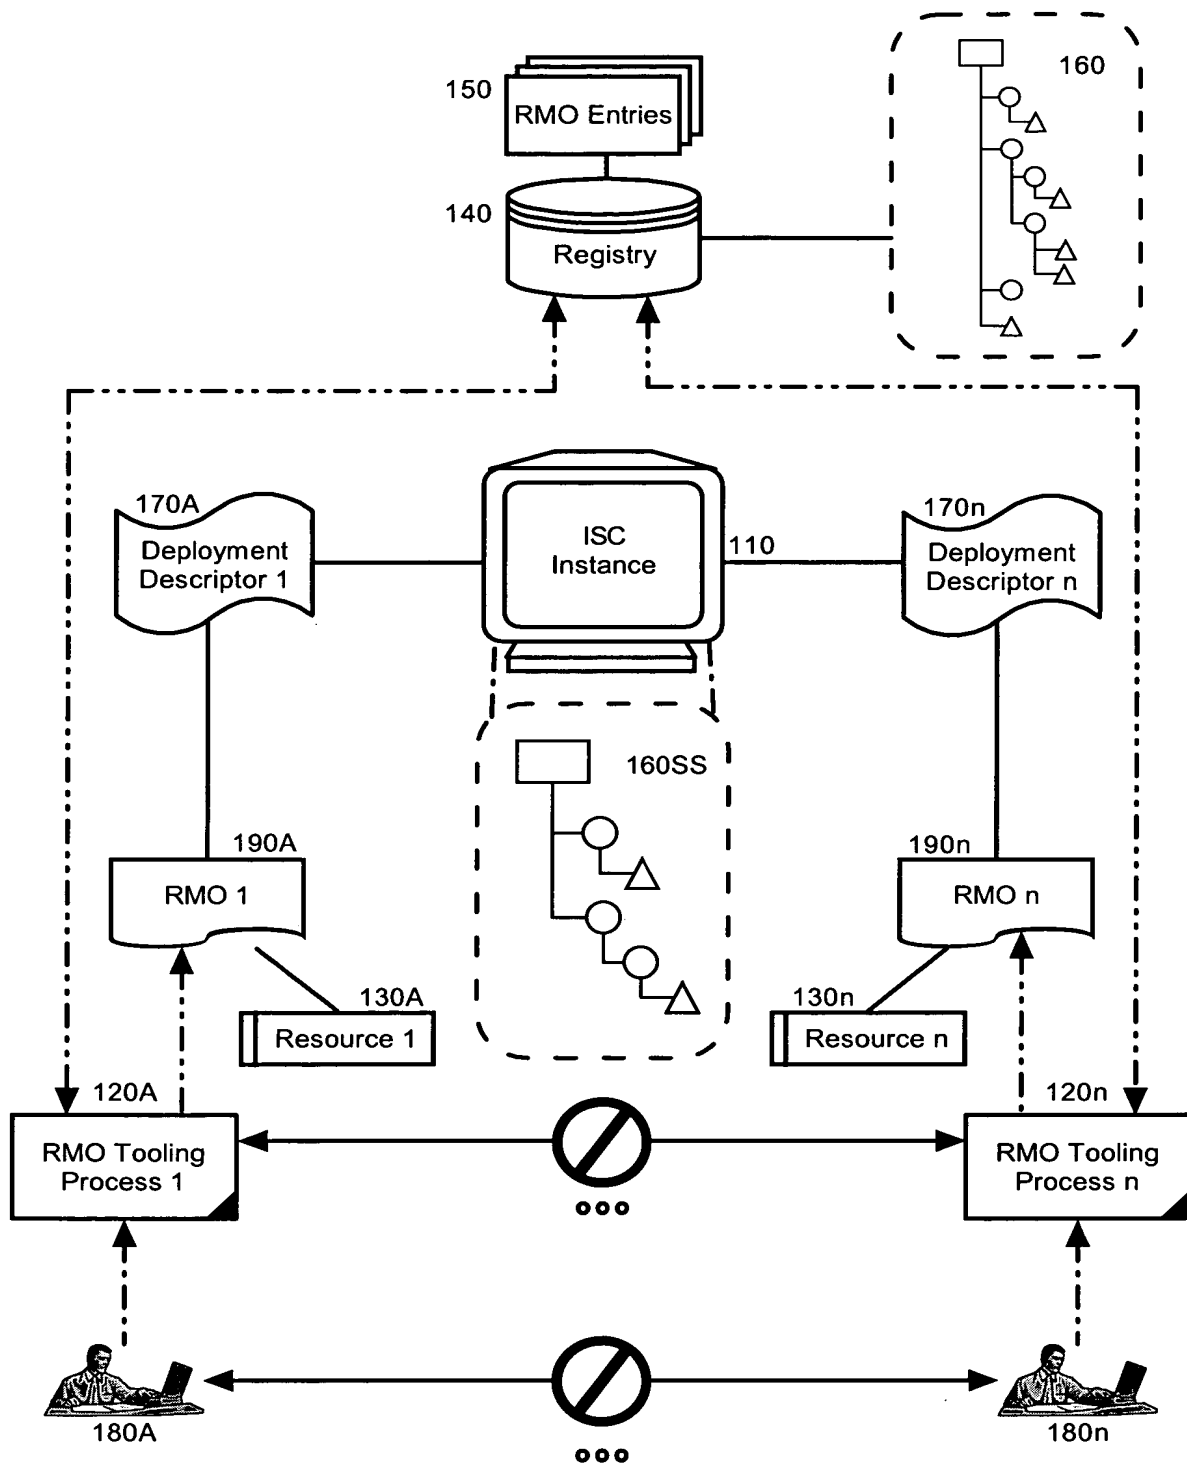 150
RMO Entries
160
140
Registry
170A
Deployment
Descriptor 1
ISC
Instance
110
170n
Deployment
Descriptor n
160SS
190A
RMO 1
190n
RMO n
130A
Resource 1
130n
Resource n
120A
RMO Tooling
Process 1
120n
RMO Tooling
Process n
180A
180n